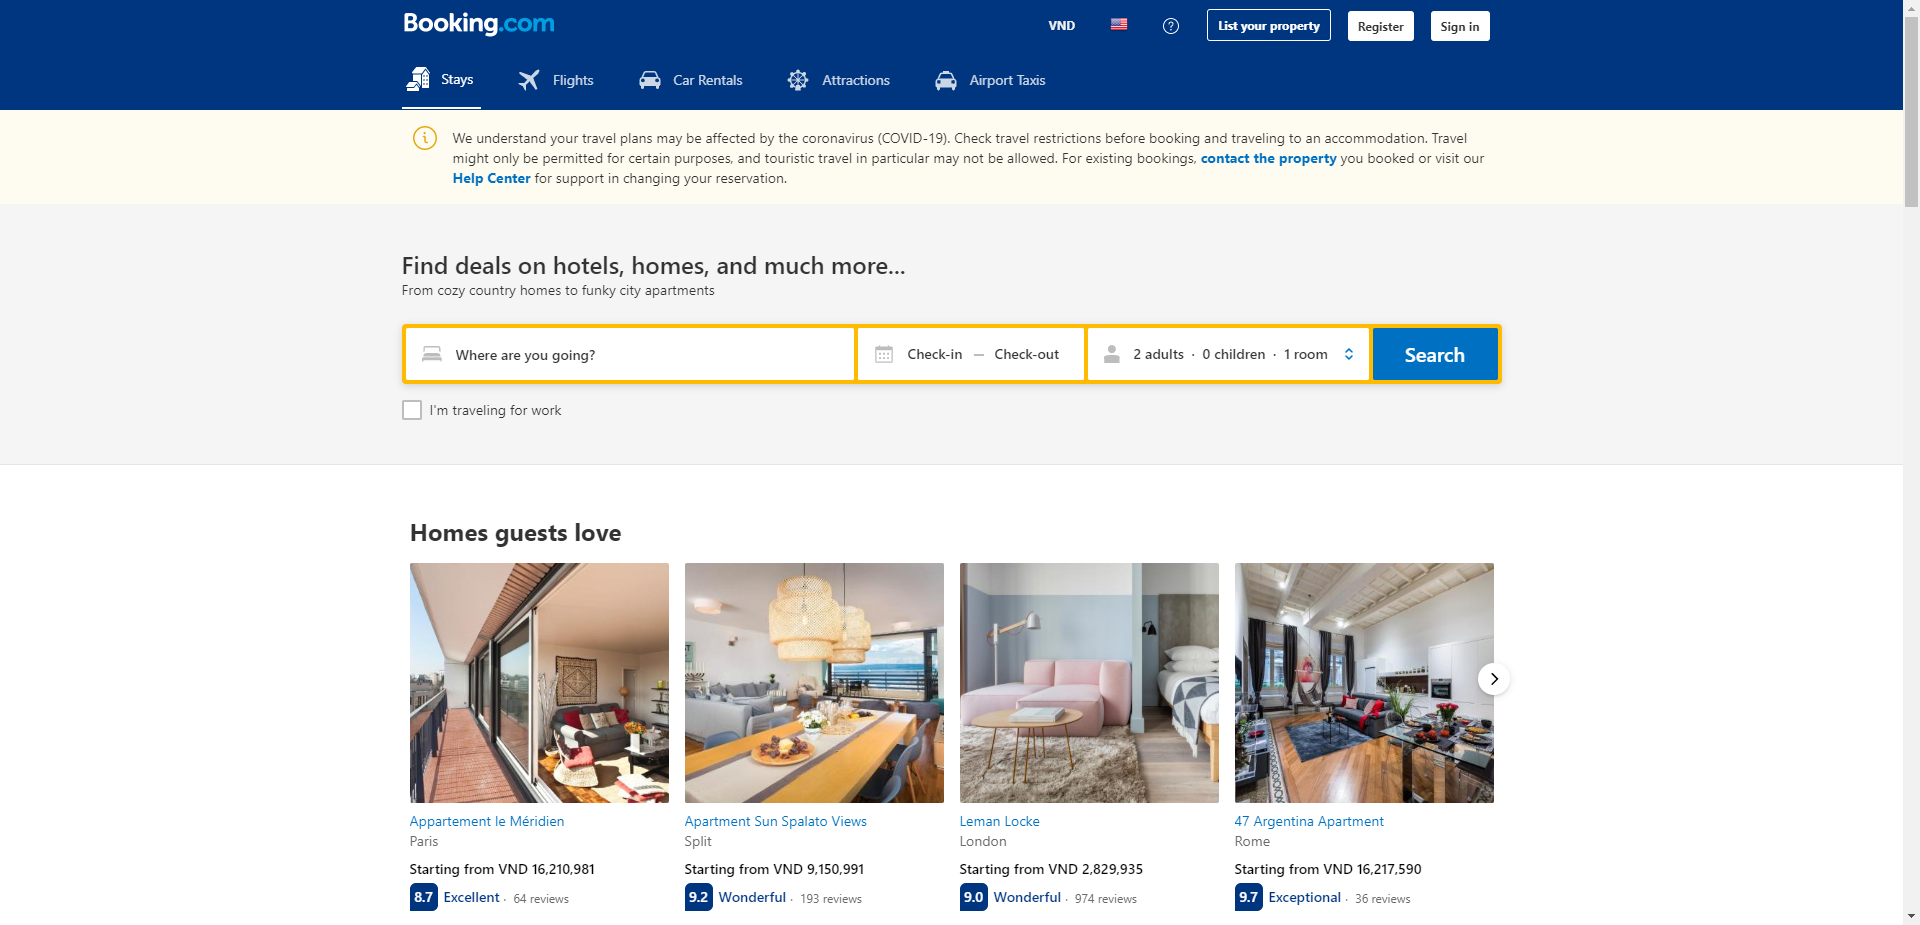 Booking.com
VND
List your property
Register
Sign in
Stays
Flights
Car Rentals
Attractions
Airport Taxis
We understand your travel plans may be affected by the coronavirus (COVID-19). Check travel restrictions before booking and traveling to an accommodation. Travel
might only be permitted for certain purposes, and touristic travel in particular may not be allowed. For existing bookings, contact the property you booked or visit our
Help Center for support in changing your reservation.
Find deals on hotels, homes, and much more...
From cozy country homes to funky city apartments
Where are you going?
Check-in — Check-out
2 adults · 0 children · 1 room
Search
I'm traveling for work
Homes guests love
Appartement le Méridien
Paris
Starting from VND 16,210,981
8.7 Excellent · 64 reviews
Apartment Sun Spalato Views
Split
Starting from VND 9,150,991
9.2 Wonderful · 193 reviews
Leman Locke
London
Starting from VND 2,829,935
9.0 Wonderful · 974 reviews
47 Argentina Apartment
Rome
Starting from VND 16,217,590
9.7 Exceptional · 36 reviews